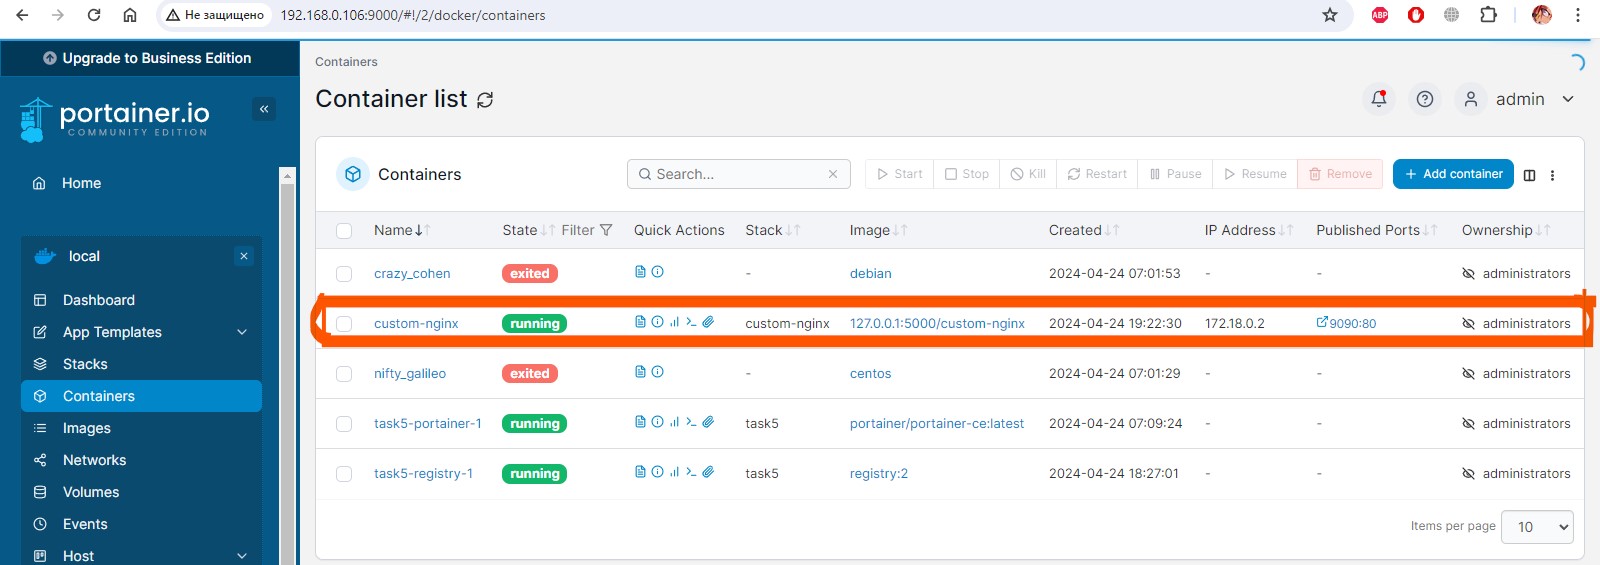 Не защищено 192.168.0.106:9000/#!/2/docker/containers ABP
Upgrade to Business Edition
portainer.io
COMMUNITY EDITION
Home
local
Dashboard
App Templates
Stacks
Containers
Images
Networks
Volumes
Events
Host
Containers
Container list
admin
Containers Search... Start Stop Kill Restart Pause Resume Remove + Add container
Name State Filter Quick Actions Stack Image Created IP Address Published Ports Ownership
crazy_cohen exited - debian 2024-04-24 07:01:53 - - administrators
custom-nginx running custom-nginx 127.0.0.1:5000/custom-nginx 2024-04-24 19:22:30 172.18.0.2 9090:80 administrators
nifty_galileo exited - centos 2024-04-24 07:01:29 - - administrators
task5-portainer-1 running task5 portainer/portainer-ce:latest 2024-04-24 07:09:24 - - administrators
task5-registry-1 running task5 registry:2 2024-04-24 18:27:01 - - administrators
Items per page 10